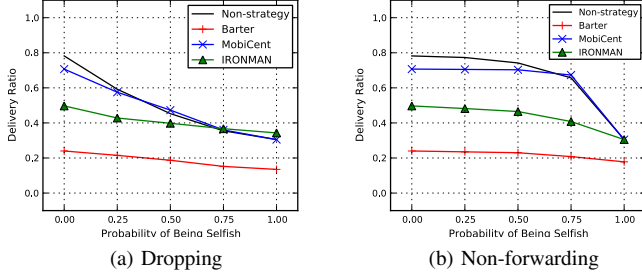 Delivery Ratio
1.0
0.8
0.6
0.4
0.2
0.0
Non-strategy
Barter
MobiCent
IRONMAN
0.00 0.25 0.50 0.75 1.00
Probability of Being Selfish
(a) Dropping
Delivery Ratio
1.0
0.8
0.6
0.4
0.2
0.0
Non-strategy
Barter
MobiCent
IRONMAN
0.00 0.25 0.50 0.75 1.00
Probability of Being Selfish
(b) Non-forwarding